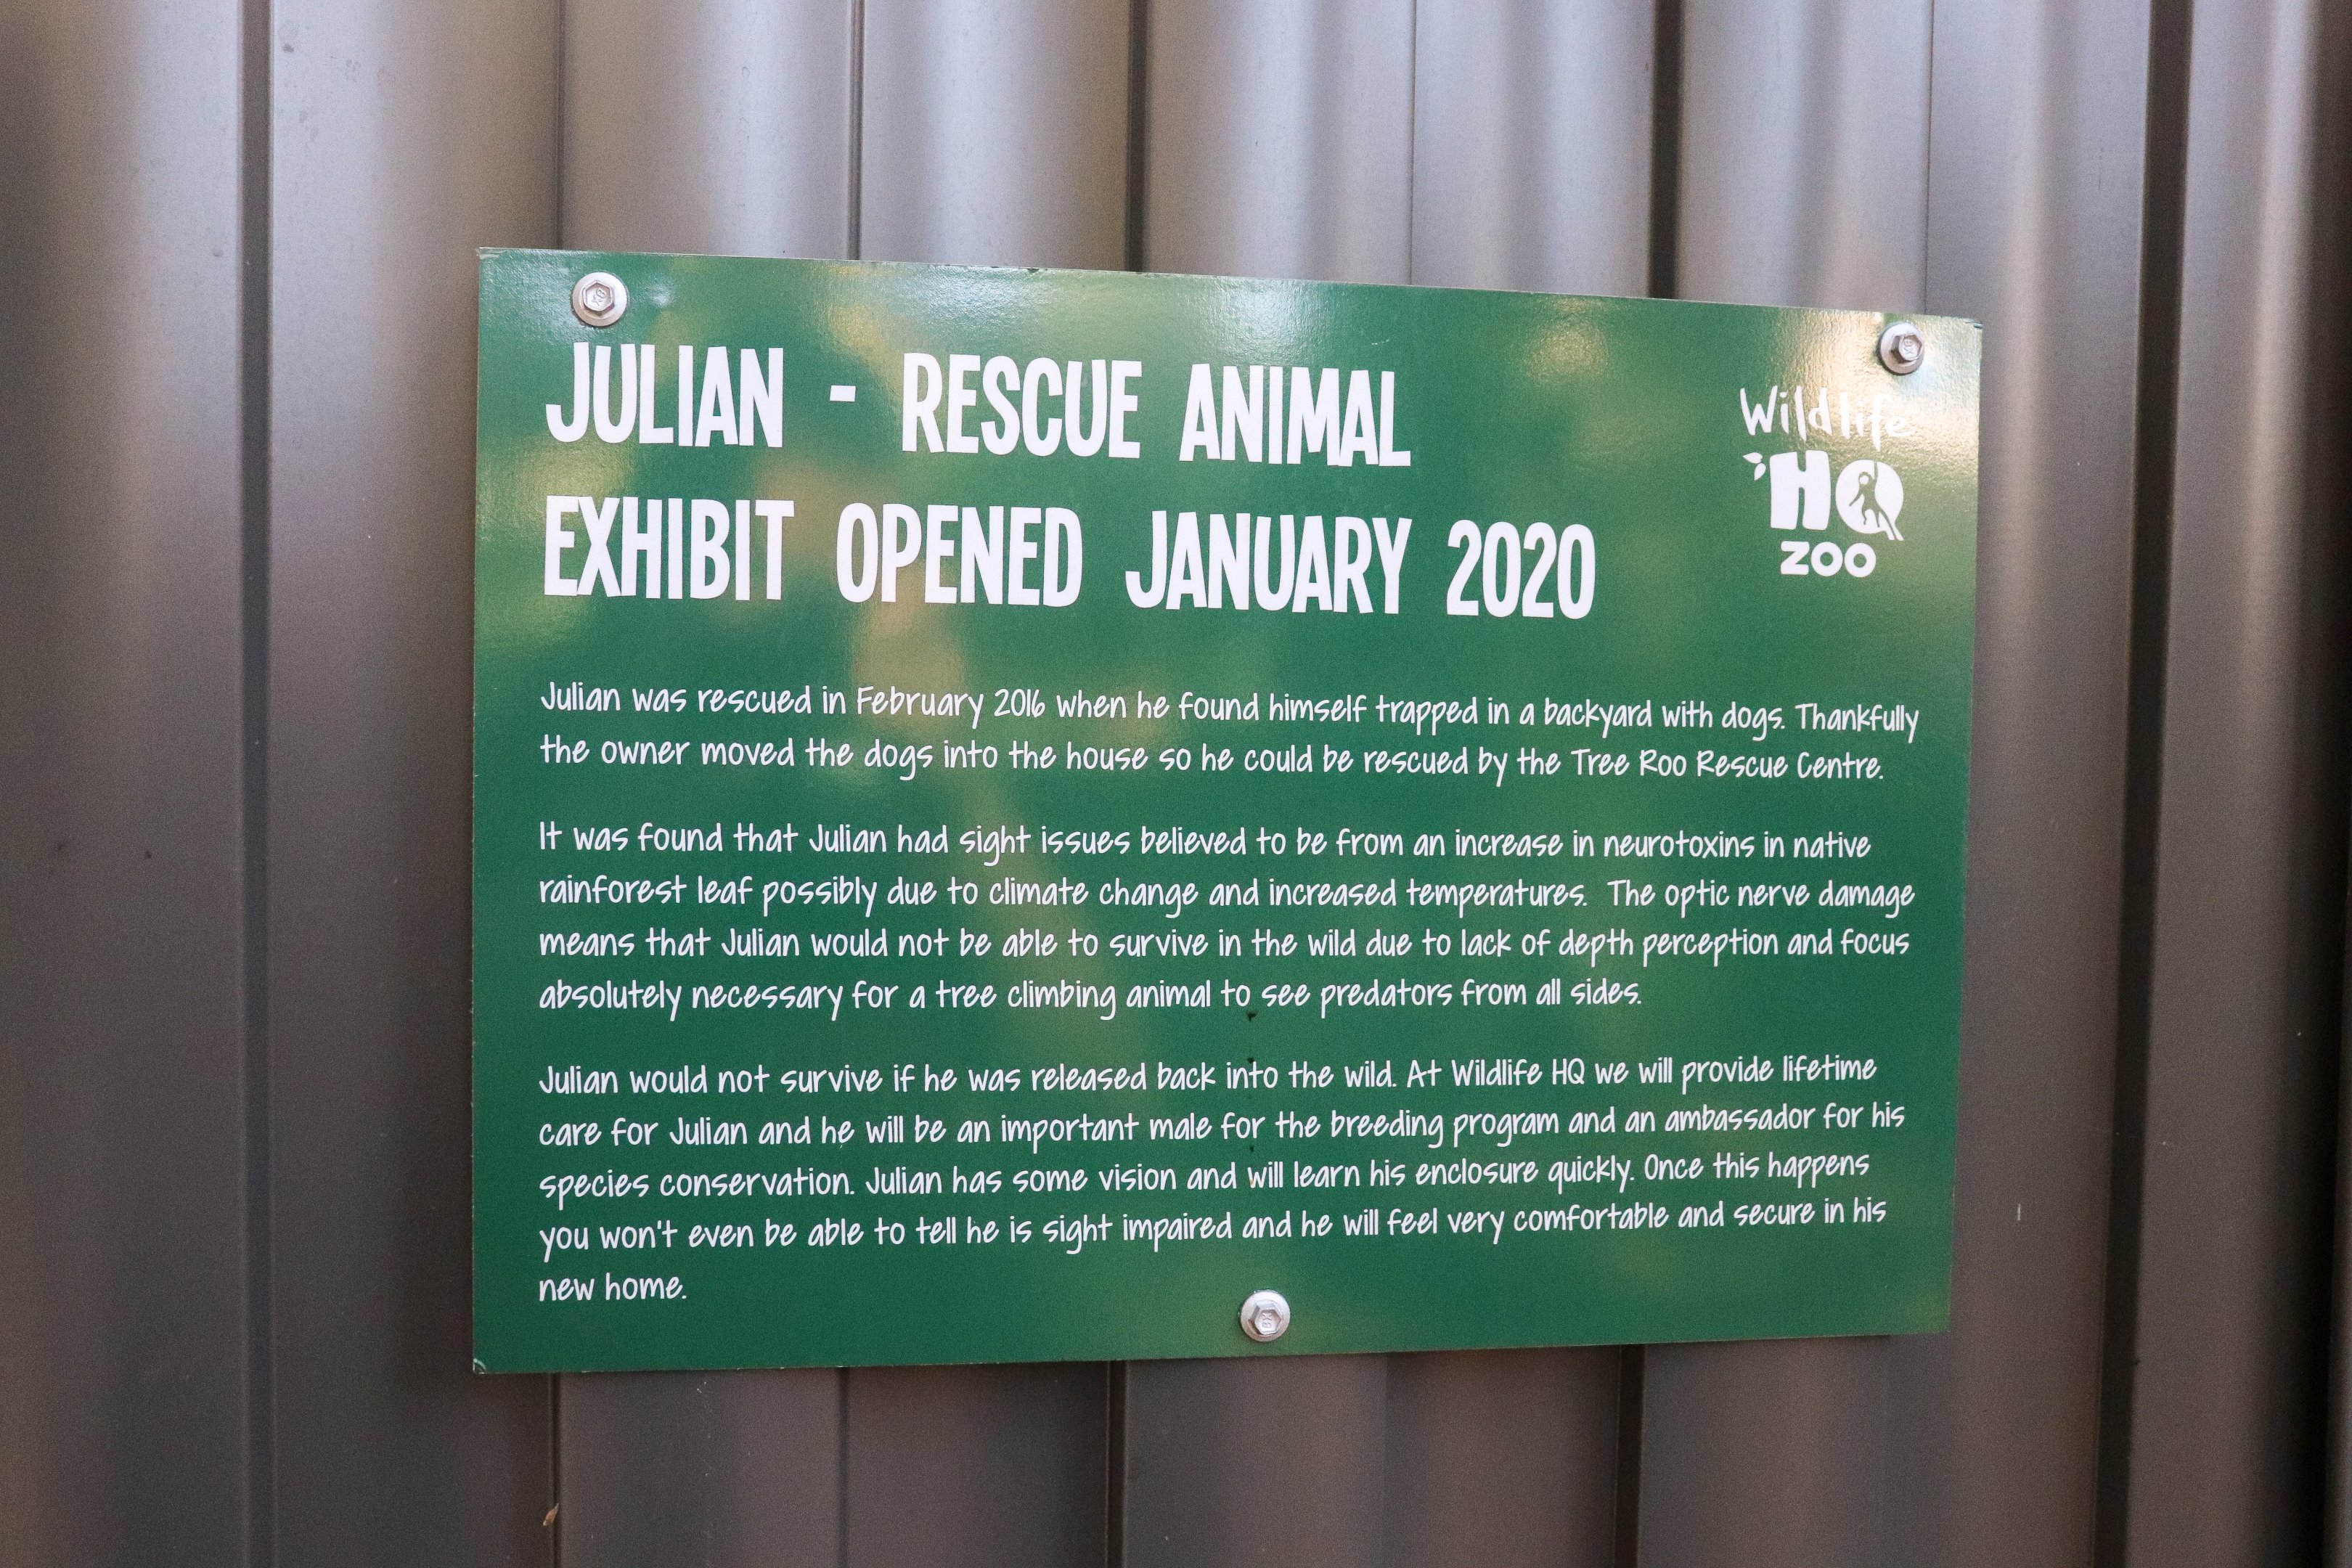 JULIAN - RESCUE ANIMAL
EXHIBIT OPENED JANUARY 2020
Wildlife
HQ
ZOO
Julian was rescued in February 2016 when he found himself trapped in a backyard with dogs. Thankfully
the owner moved the dogs into the house so he could be rescued by the Tree Roo Rescue Centre.
It was found that Julian had sight issues believed to be from an increase in neurotoxins in native
rainforest leaf possibly due to climate change and increased temperatures. The optic nerve damage
means that Julian would not be able to survive in the wild due to lack of depth perception and focus
absolutely necessary for a tree climbing animal to see predators from all sides.
Julian would not survive if he was released back into the wild. At Wildlife HQ we will provide lifetime
care for Julian and he will be an important male for the breeding program and an ambassador for his
species conservation. Julian has some vision and will learn his enclosure quickly. Once this happens
you won't even be able to tell he is sight impaired and he will feel very comfortable and secure in his
new home.